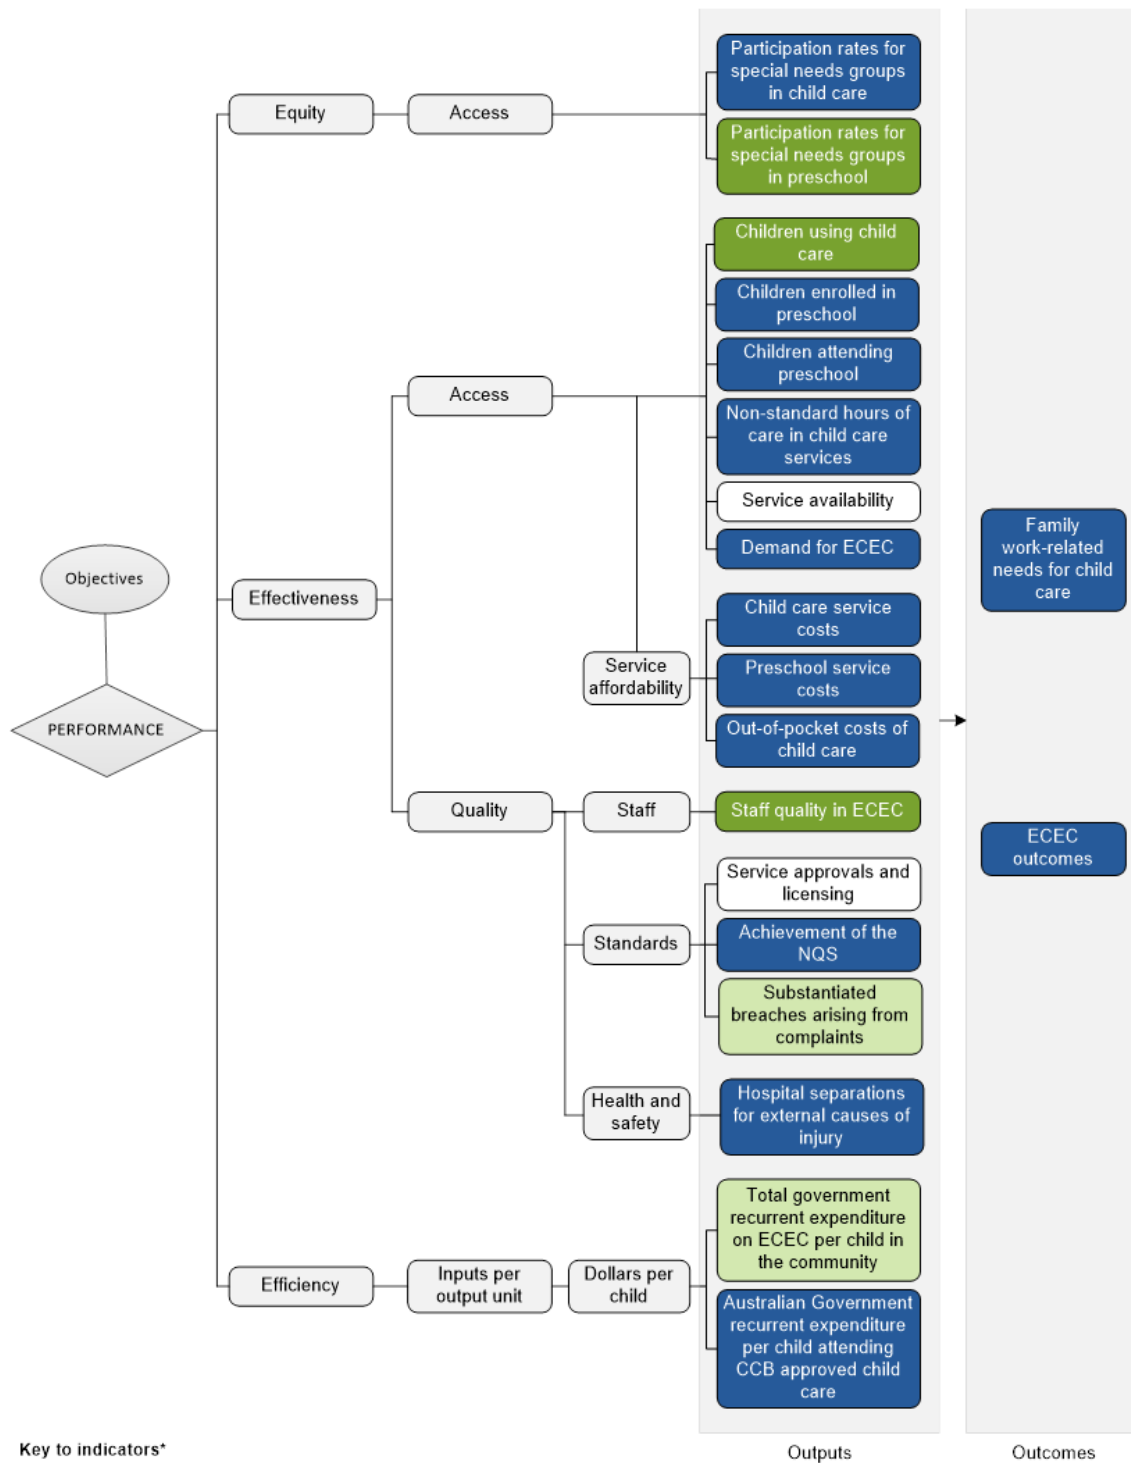 Participation rates for
special needs groups
in child care
Equity
Access
Participation rates for
special needs groups
in preschool
Children using child
care
Children enrolled in
preschool
Children attending
preschool
Access
Non-standard hours of
care in child care
services
Service availability
Demand for ECEC
Family
work-related
needs for child
care
Objectives
Effectiveness
Child care service
costs
Service
affordability
Preschool service
costs
Out-of-pocket costs of
child care
PERFORMANCE
Quality
Staff
Staff quality in ECEC
ECEC
outcomes
Service approvals and
licensing
Standards
Achievement of the
NQS
Substantiated
breaches arising from
complaints
Health and
safety
Hospital separations
for external causes of
injury
Total government
recurrent expenditure
on ECEC per child in
the community
Efficiency
Inputs per
output unit
Dollars per
child
Australian Government
recurrent expenditure
per child attending
CCB approved child
care
Key to indicators*
Outputs
Outcomes